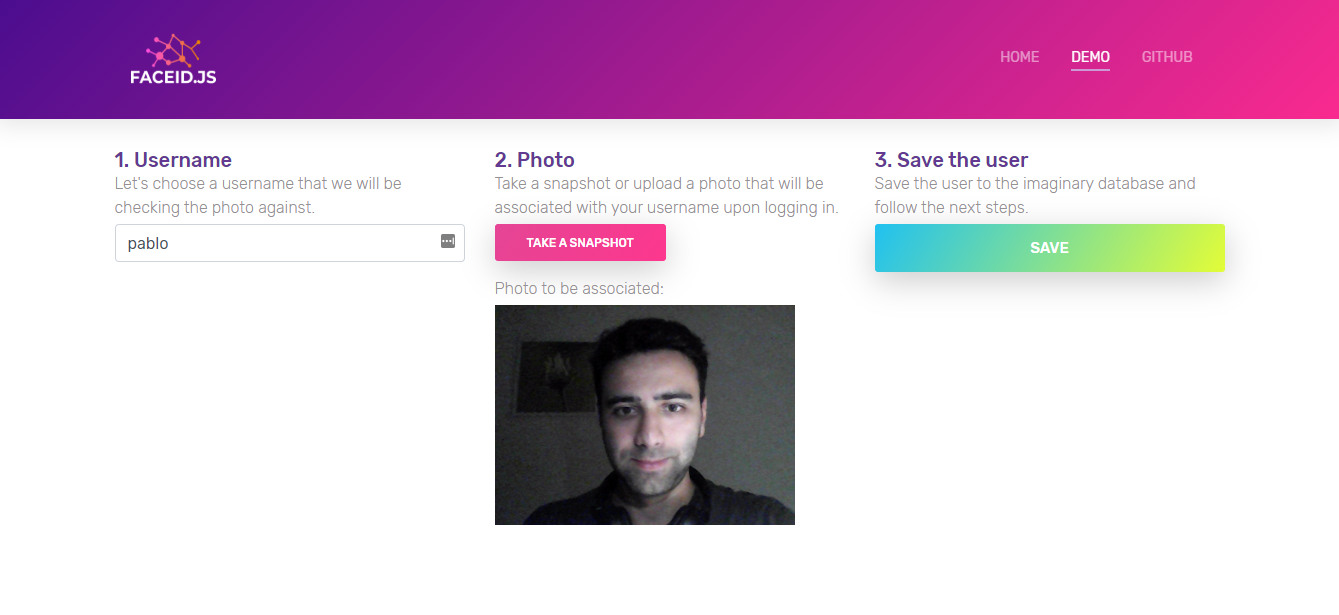 FACEID.JS
HOME
DEMO
GITHUB
1. Username
Let's choose a username that we will be
checking the photo against.
pablo
2. Photo
Take a snapshot or upload a photo that will be
associated with your username upon logging in.
TAKE A SNAPSHOT
Photo to be associated:
3. Save the user
Save the user to the imaginary database and
follow the next steps.
SAVE